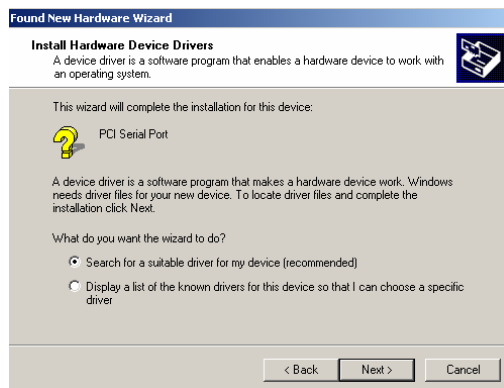 Found New Hardware Wizard
Install Hardware Device Drivers
A device driver is a software program that enables a hardware device to work with
an operating system.
This wizard will complete the installation for this device:
PCI Serial Port
A device driver is a software program that makes a hardware device work. Windows
needs driver files for your new device. To locate driver files and complete the
installation click Next.
What do you want the wizard to do?
Search for a suitable driver for my device (recommended)
Display a list of the known drivers for this device so that I can choose a specific
driver
< Back Next > Cancel